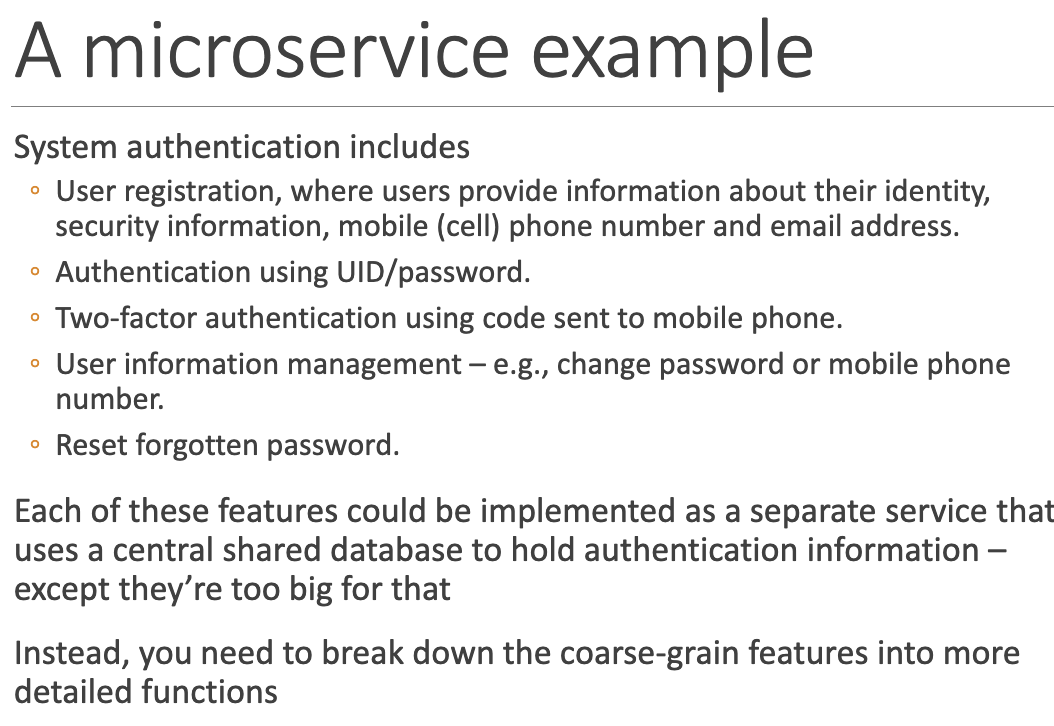 A microservice example
System authentication includes
◦ User registration, where users provide information about their identity,
security information, mobile (cell) phone number and email address.
◦ Authentication using UID/password.
◦ Two-factor authentication using code sent to mobile phone.
◦ User information management – e.g., change password or mobile phone
number.
◦ Reset forgotten password.
Each of these features could be implemented as a separate service that
uses a central shared database to hold authentication information –
except they’re too big for that
Instead, you need to break down the coarse-grain features into more
detailed functions